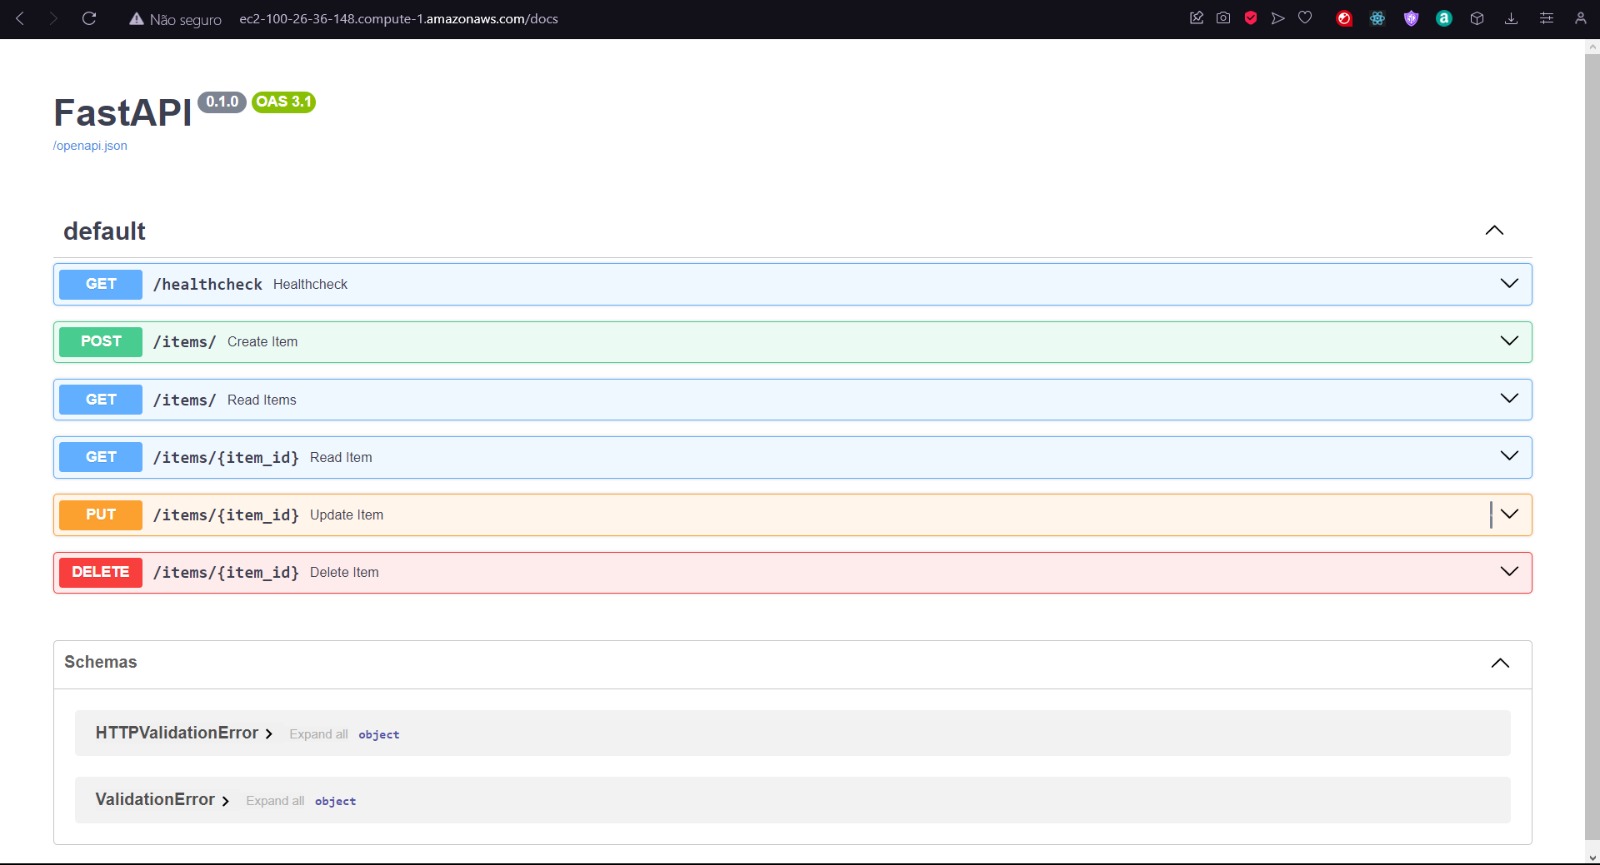 Não seguro ec2-100-26-36-148.compute-1.amazonaws.com/docs
FastAPI 0.1.0 OAS 3.1
/openapi.json
default
GET /healthcheck Healthcheck
POST /items/ Create Item
GET /items/ Read Items
GET /items/{item_id} Read Item
PUT /items/{item_id} Update Item
DELETE /items/{item_id} Delete Item
Schemas
HTTPValidationError Expand all object
ValidationError Expand all object